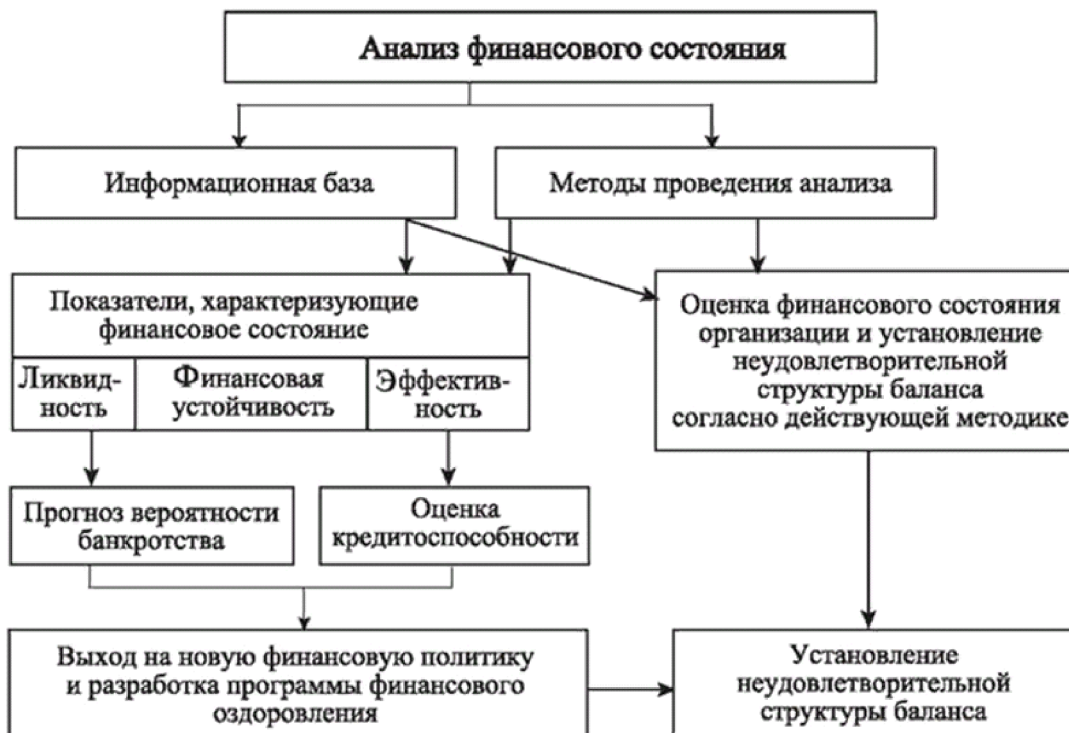 Анализ финансового состояния
Информационная база
Методы проведения анализа
Показатели, характеризующие
финансовое состояние
Ликвид-
ность
Финансовая
устойчивость
Эффектив-
ность
Оценка финансового состояния
организации и установление
неудовлетворительной
структуры баланса
согласно действующей методике
Прогноз вероятности
банкротства
Оценка
кредитоспособности
Выход на новую финансовую политику
и разработка программы финансового
оздоровления
Установление
неудовлетворительной
структуры баланса